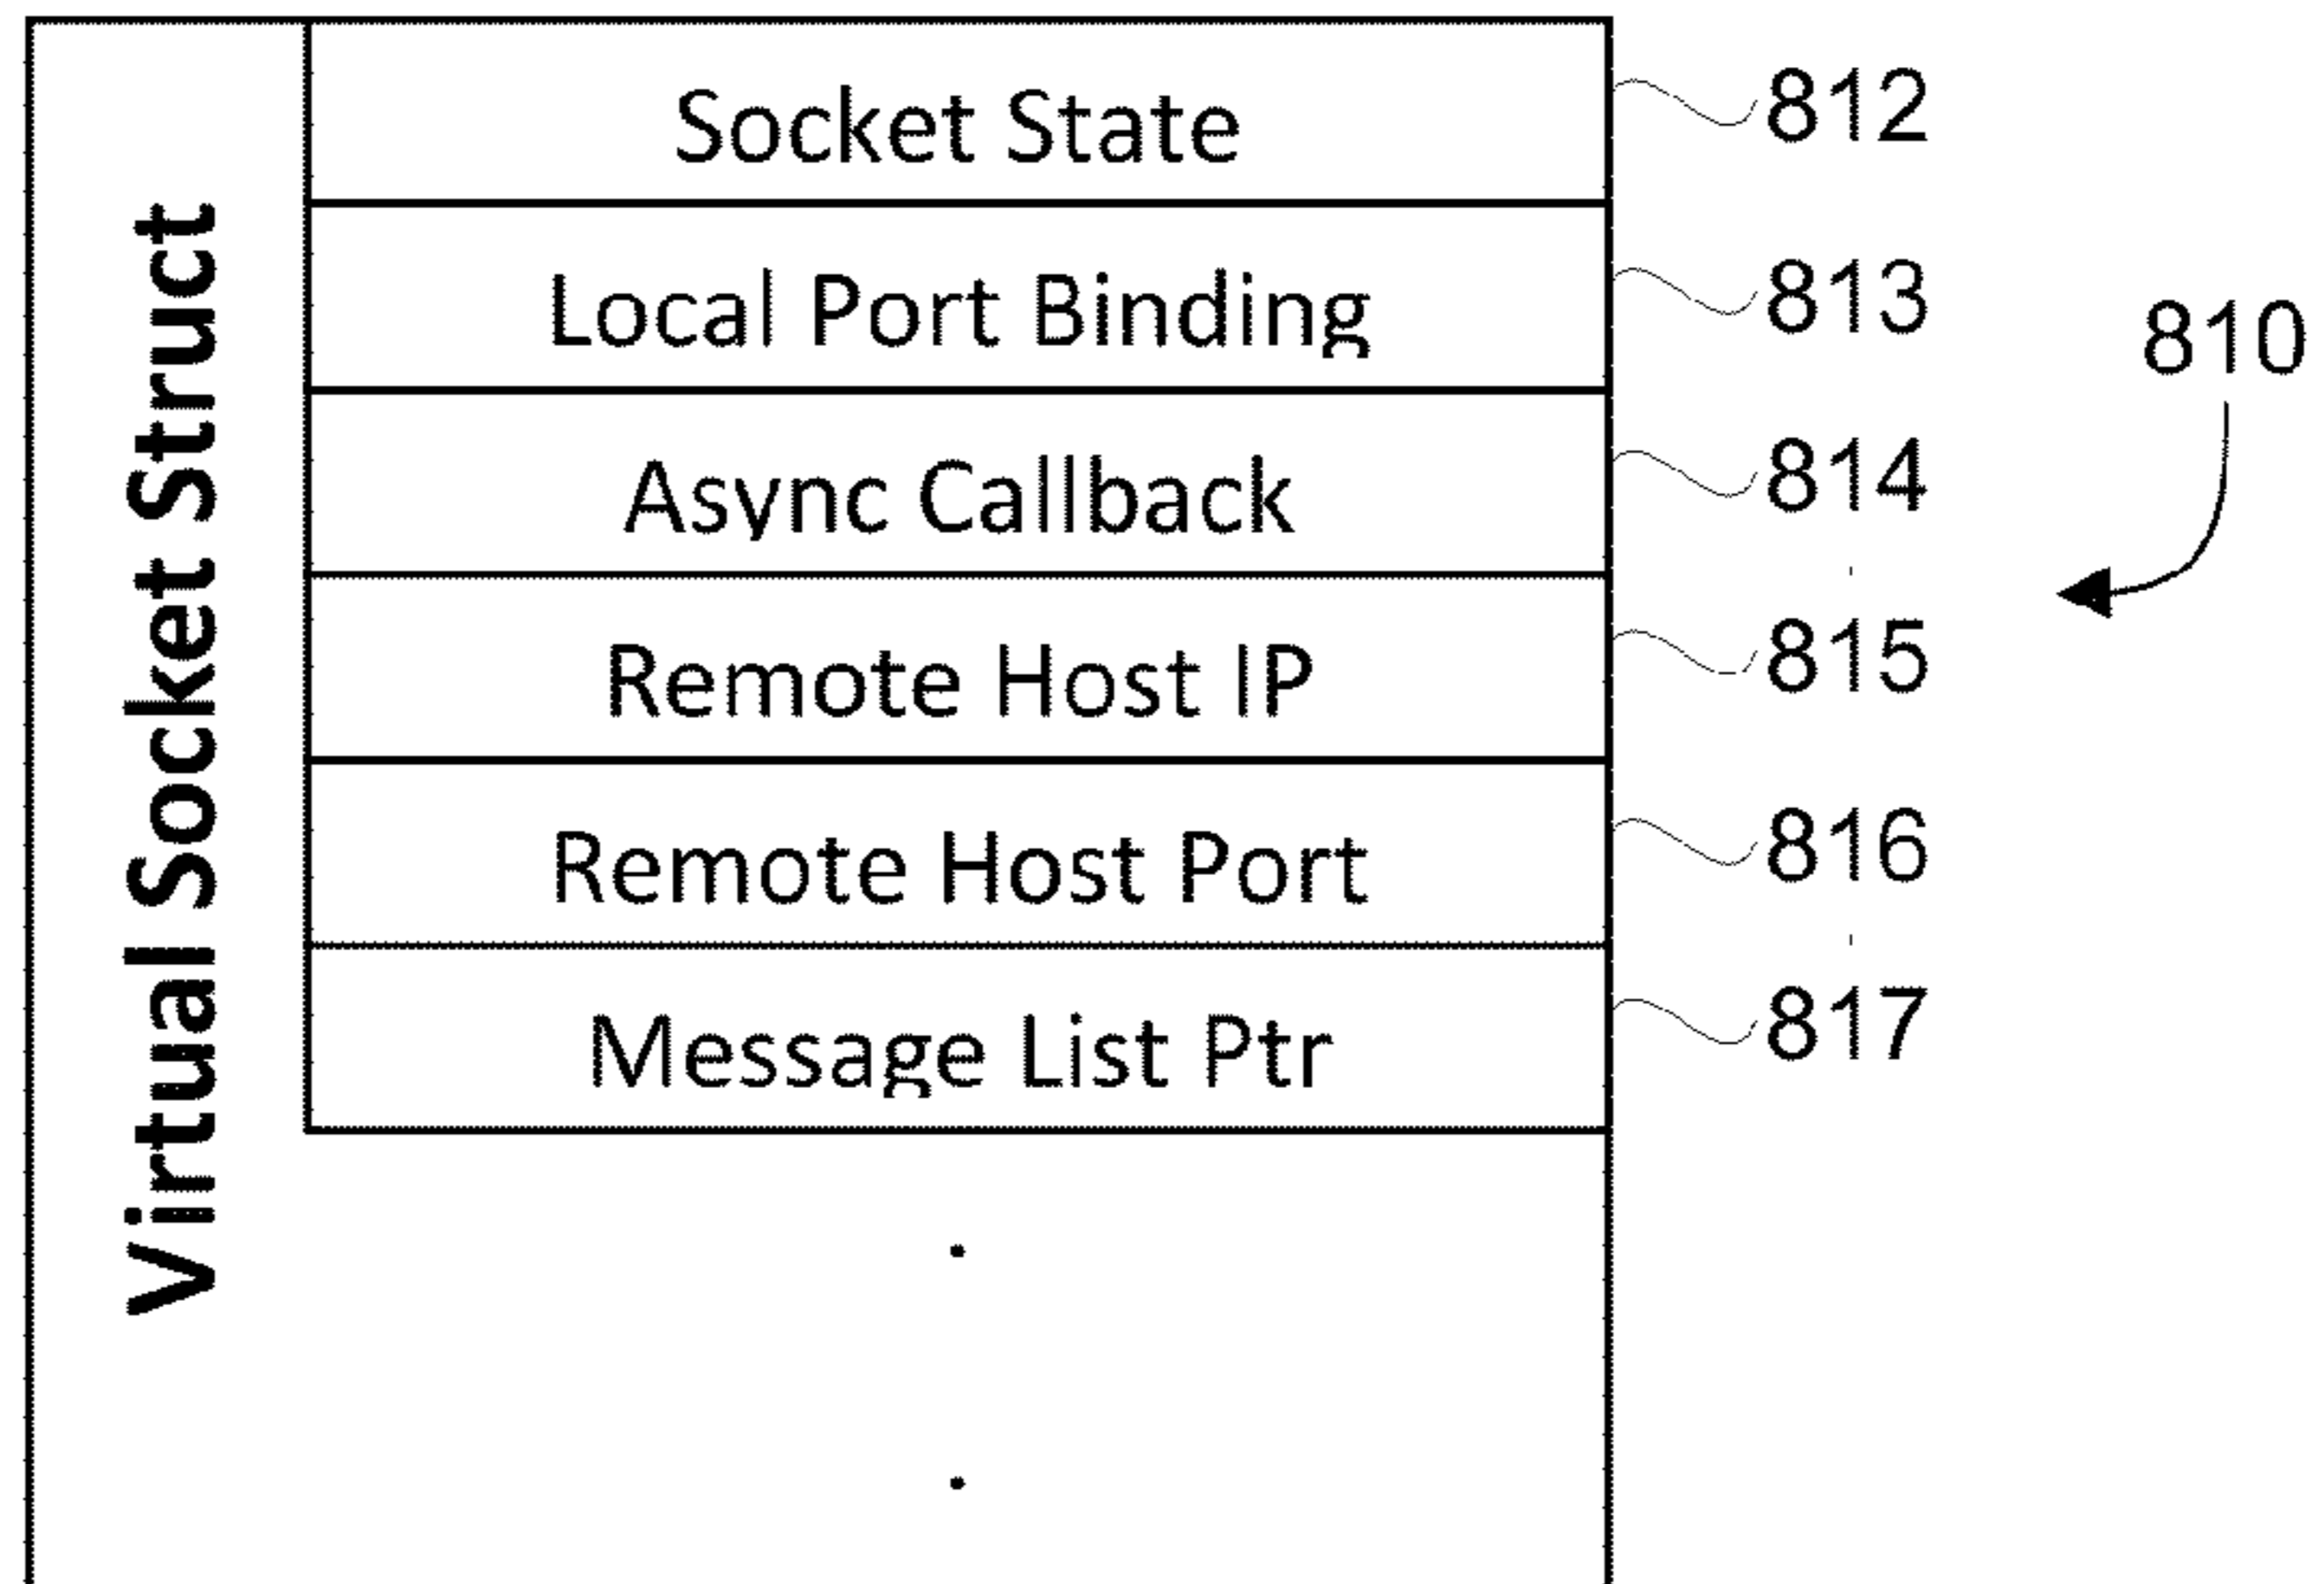 Virtual Socket Struct
Socket State 812
Local Port Binding 813
810
Async Callback 814
Remote Host IP 815
Remote Host Port 816
Message List Ptr 817